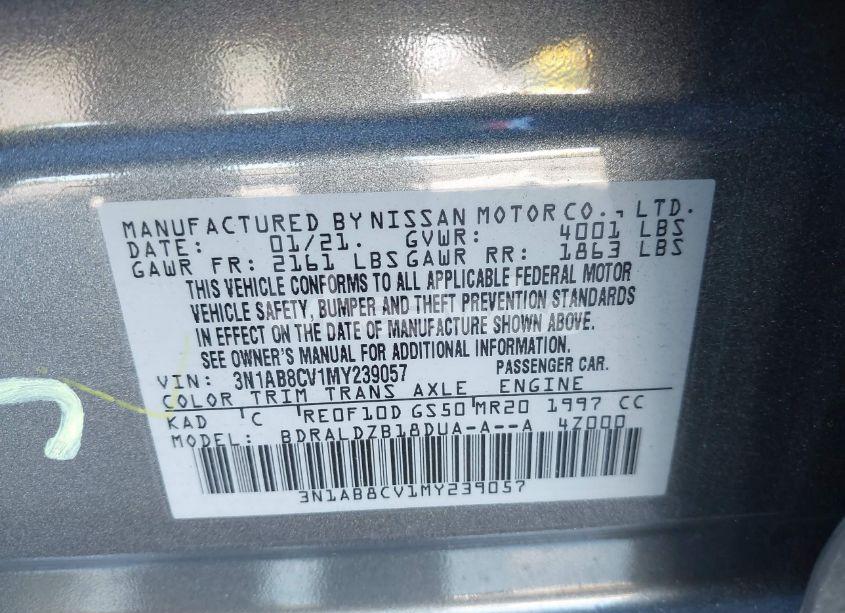 MANUFACTURED BY NISSAN MOTOR CO., LTD.
DATE: 01/21. GVWR: 4001 LBS
GAWR FR: 2161 LBS GAWR RR: 1863 LBS
THIS VEHICLE CONFORMS TO ALL APPLICABLE FEDERAL MOTOR
VEHICLE SAFETY, BUMPER AND THEFT PREVENTION STANDARDS
IN EFFECT ON THE DATE OF MANUFACTURE SHOWN ABOVE.
SEE OWNER'S MANUAL FOR ADDITIONAL INFORMATION.
VIN: 3N1AB8CV1MY239057 PASSENGER CAR.
COLOR TRIM TRANS AXLE ENGINE
KAD C RE0F10D GS50 MR20 1997 CC
MODEL: BDRALDZB18DUA-A--A 4Z000
3N1AB8CV1MY239057